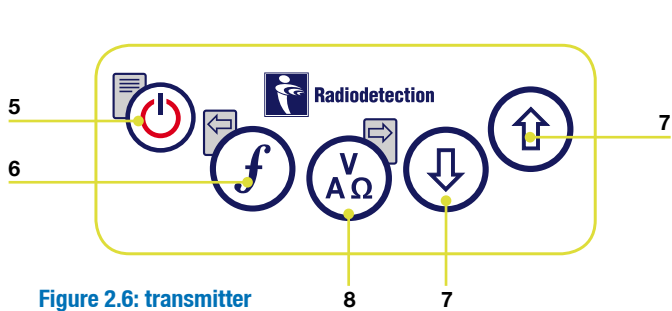 Radiodetection
5
7
6
f
V
A Ω
Figure 2.6: transmitter
8
7